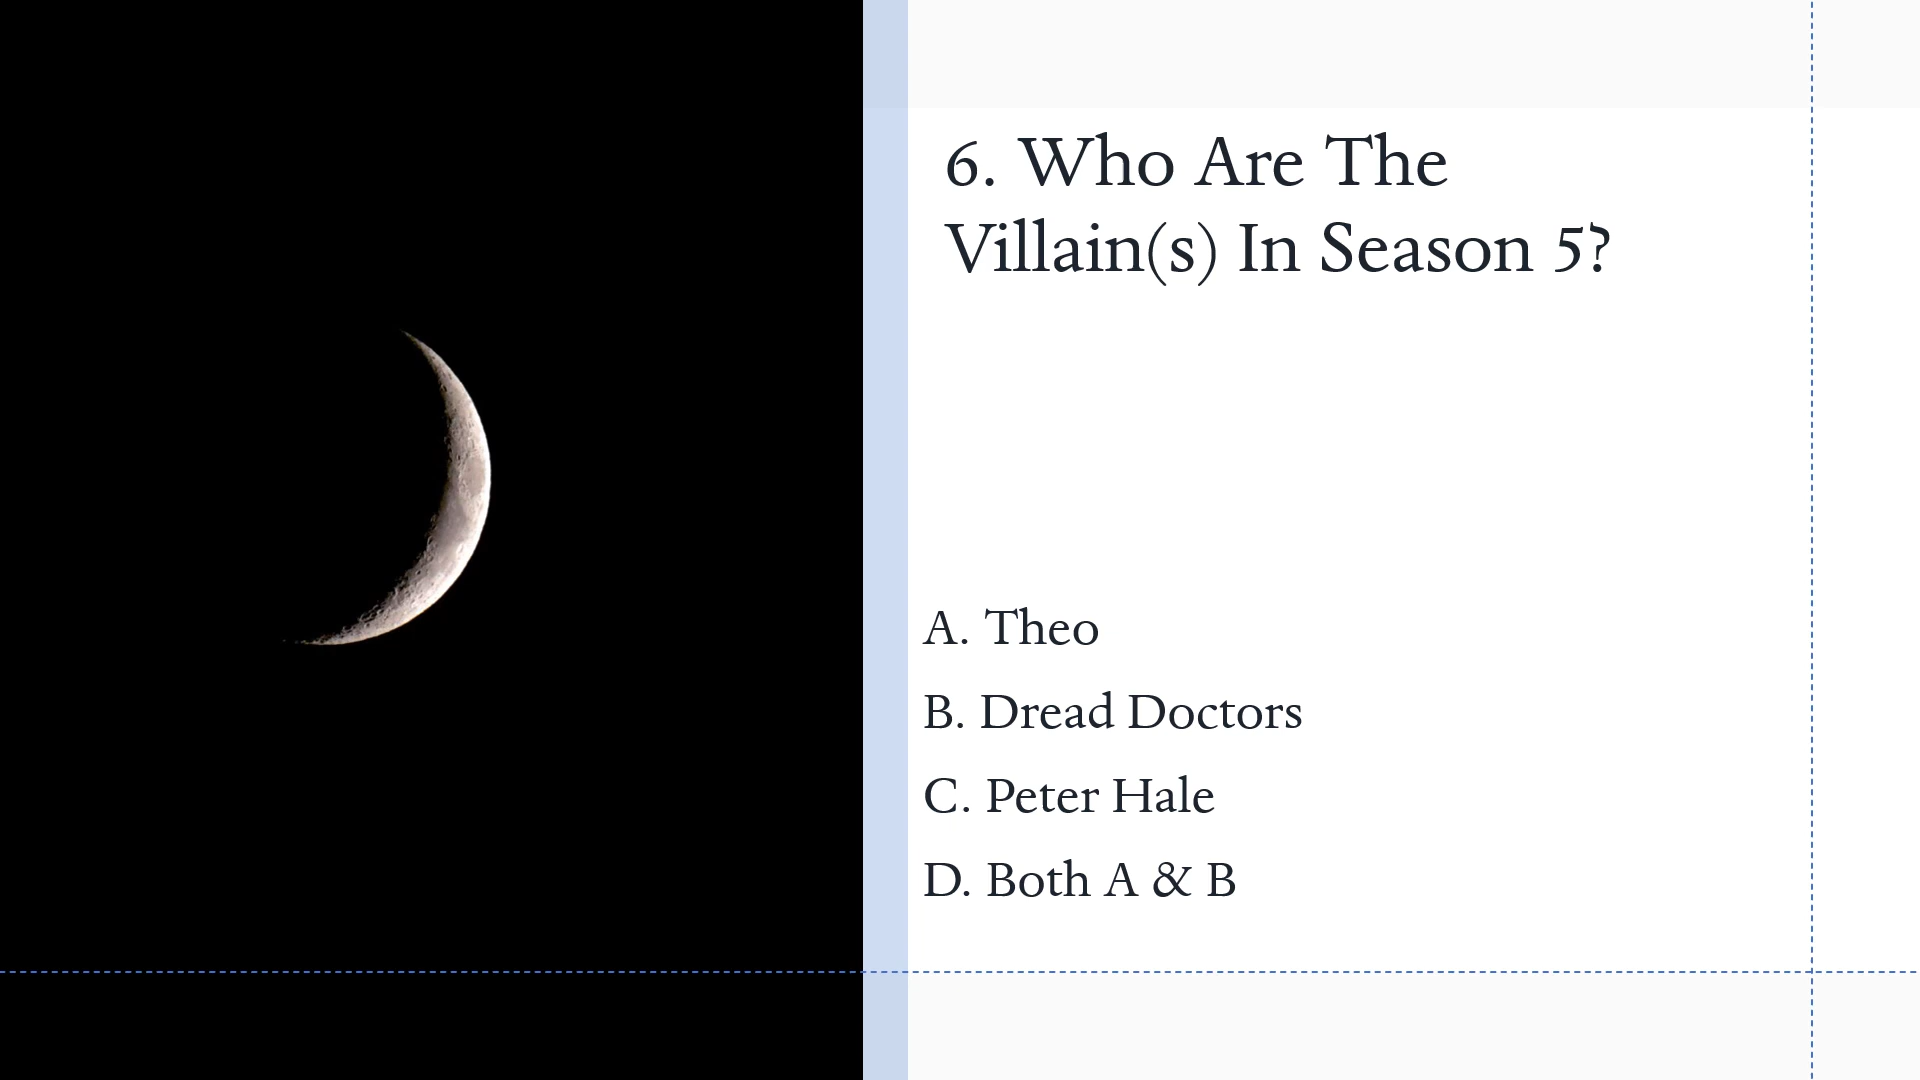 6. Who Are The
Villain(s) In Season 5?
A. Theo
B. Dread Doctors
C. Peter Hale
D. Both A & B